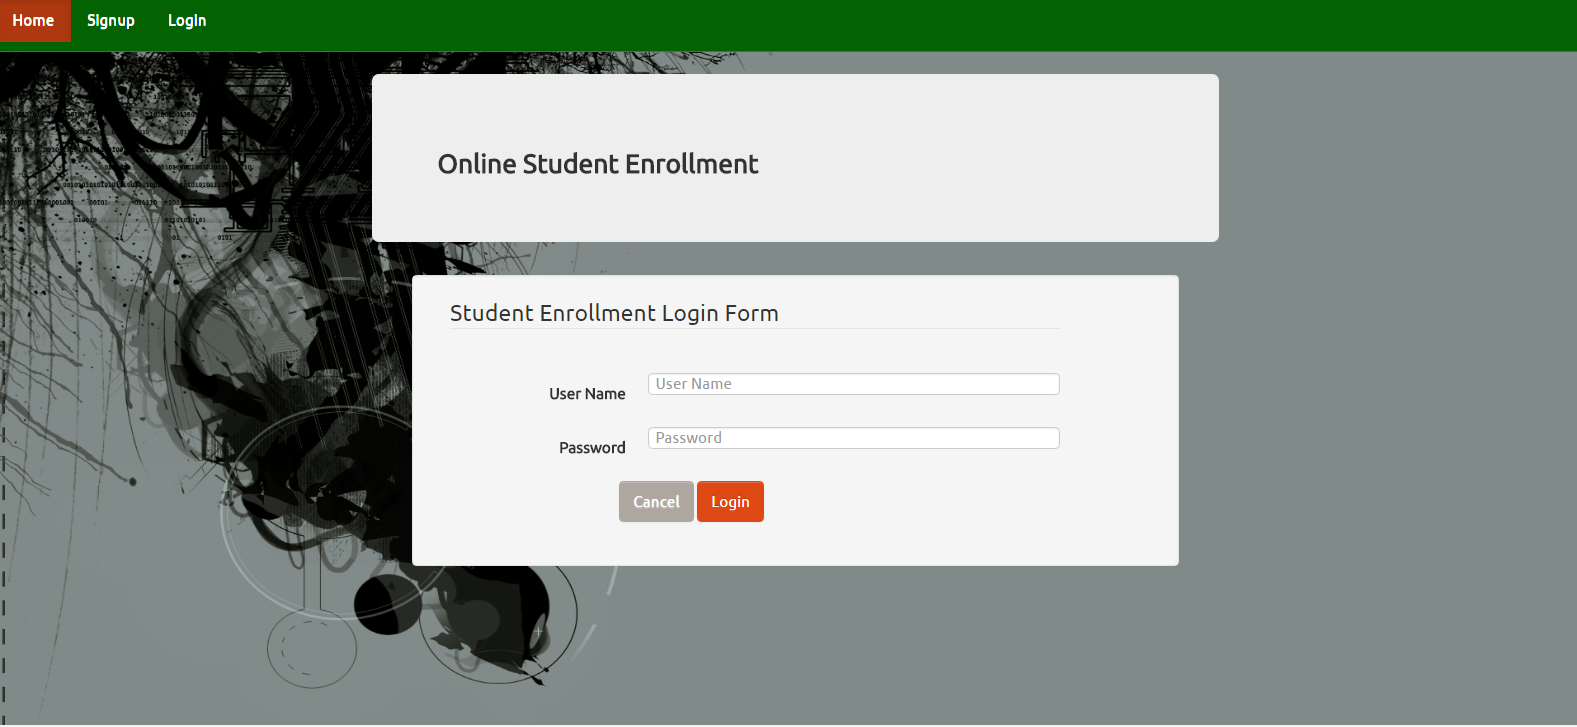 Home Signup Login
Online Student Enrollment
Student Enrollment Login Form
User Name User Name
Password Password
Cancel Login